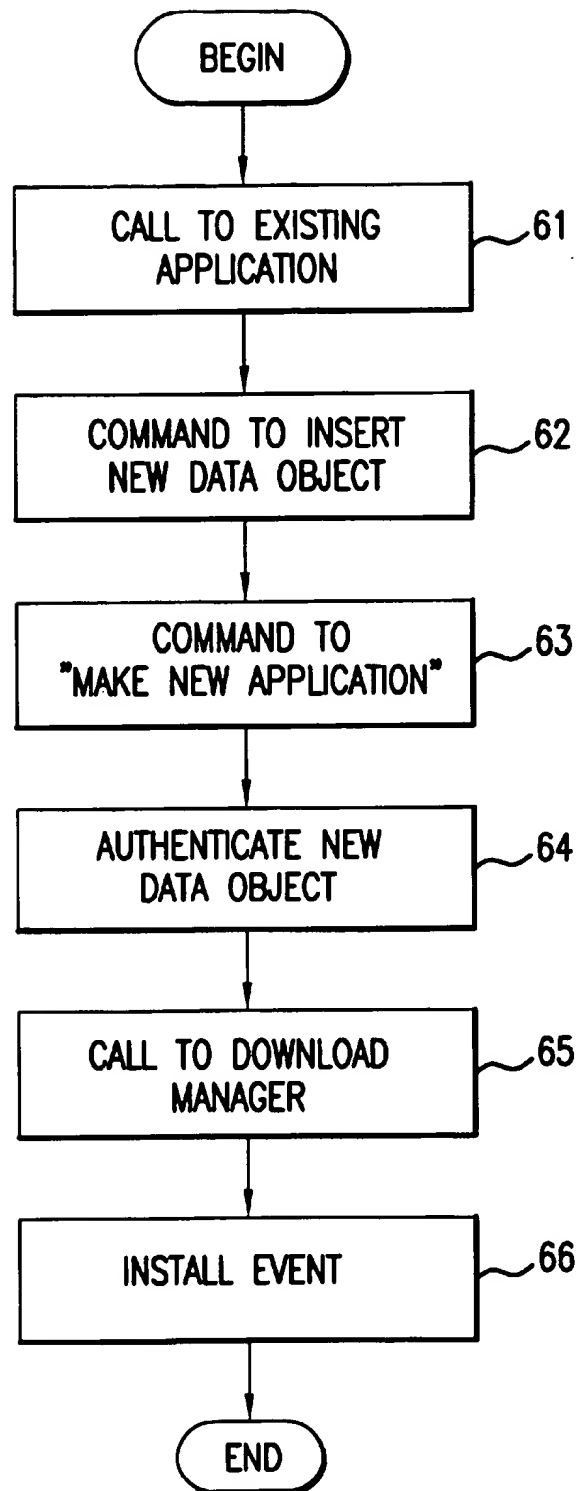 BEGIN
CALL TO EXISTING
APPLICATION
61
COMMAND TO INSERT
NEW DATA OBJECT
62
COMMAND TO
"MAKE NEW APPLICATION"
63
AUTHENTICATE NEW
DATA OBJECT
64
CALL TO DOWNLOAD
MANAGER
65
INSTALL EVENT
66
END